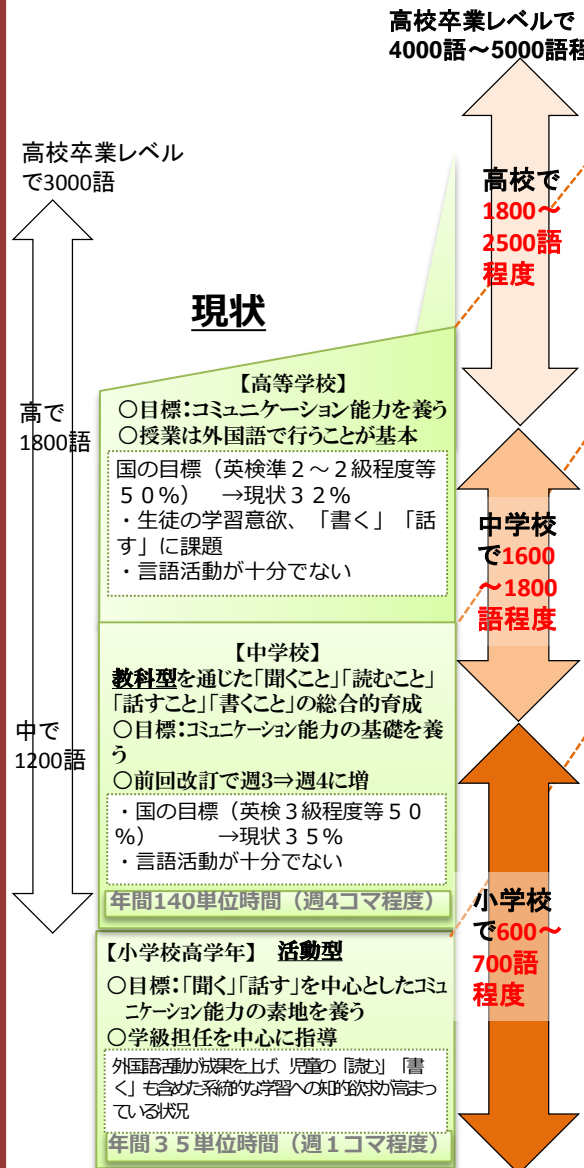 高校卒業レベルで
4000語～5000語程
高校卒業レベル
で3000語
高校で
1800～
2500語
程度
現状
高で
1800語
【高等学校】
○目標：コミュニケーション能力を養う
○授業は外国語で行うことが基本
国の目標（英検準２～２級程度等
５０％）　→現状３２％
・生徒の学習意欲、「書く」「話
す」に課題
・言語活動が十分でない
中学校
で1600
～1800
語程度
中で
1200語
【中学校】
教科型を通じた「聞くこと」「読むこと」
「話すこと」「書くこと」の総合的育成
○目標：コミュニケーション能力の基礎を養
う
○前回改訂で週3⇒週4に増
・国の目標（英検３級程度等５０
％）　　　→現状３５％
・言語活動が十分でない
年間140単位時間（週4コマ程度）
小学校
で600～
700語
程度
【小学校高学年】　活動型
○目標：「聞く」「話す」を中心としたコミュ
ニケーション能力の素地を養う
○学級担任を中心に指導
外国語活動が成果を上げ、児童の「読む」「書
く」も含めた系統的な学習への知的欲求が高まっ
ている状況
年間３５単位時間（週１コマ程度）